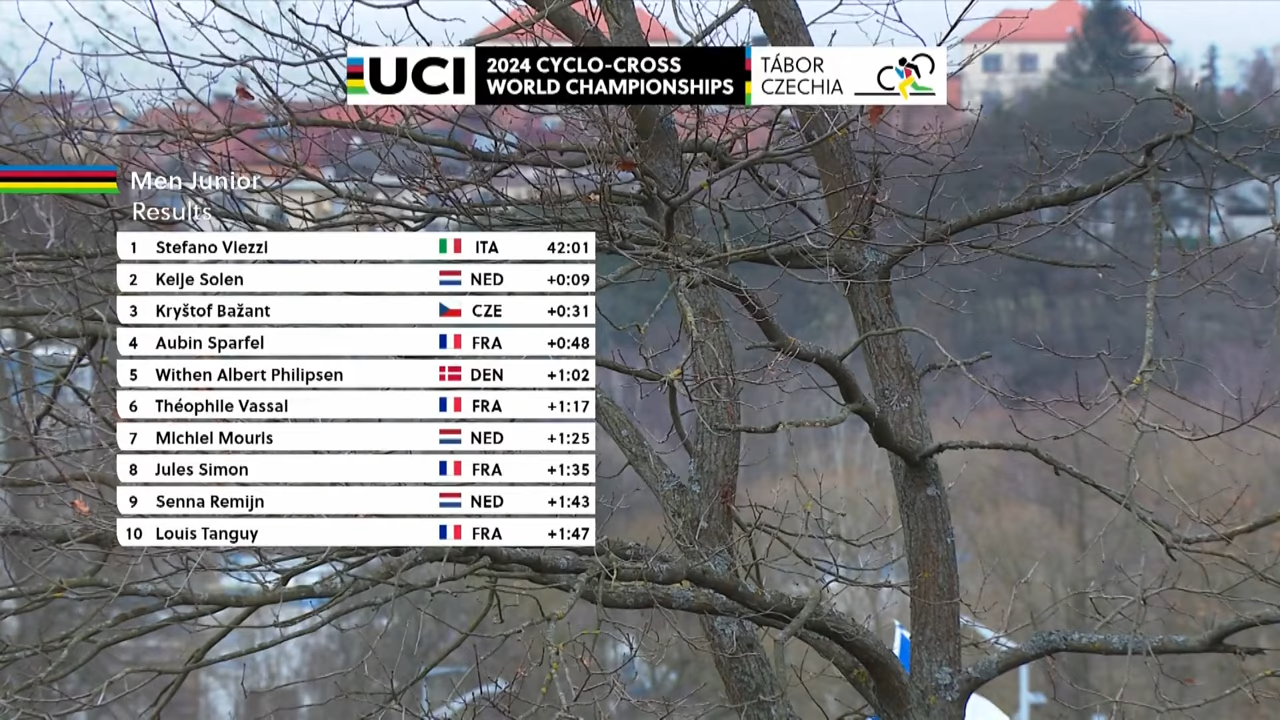 UCI
2024 CYCLO-CROSS
WORLD CHAMPIONSHIPS
TÁBOR
CZECHIA
Men Junior
Results
1 Stefano Viezzi ITA 42:01
2 Keije Solen NED +0:09
3 Kryštof Bažant CZE +0:31
4 Aubin Sparfel FRA +0:48
5 Withen Albert Philipsen DEN +1:02
6 Théophile Vassal FRA +1:17
7 Michiel Mouris NED +1:25
8 Jules Simon FRA +1:35
9 Senna Remijn NED +1:43
10 Louis Tanguy FRA +1:47